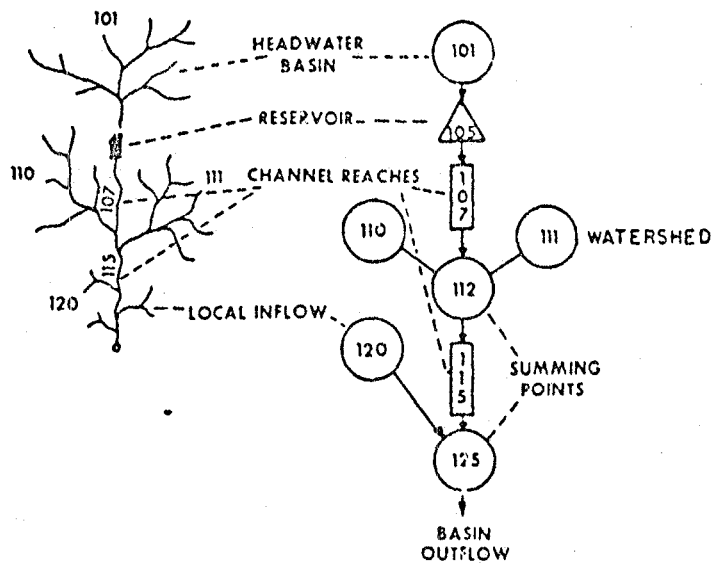 101
HEADWATER
BASIN
101
RESERVOIR
105
110
107
111
CHANNEL REACHES
107
110
111
WATERSHED
112
115
120
LOCAL INFLOW
120
115
SUMMING
POINTS
125
BASIN
OUTFLOW